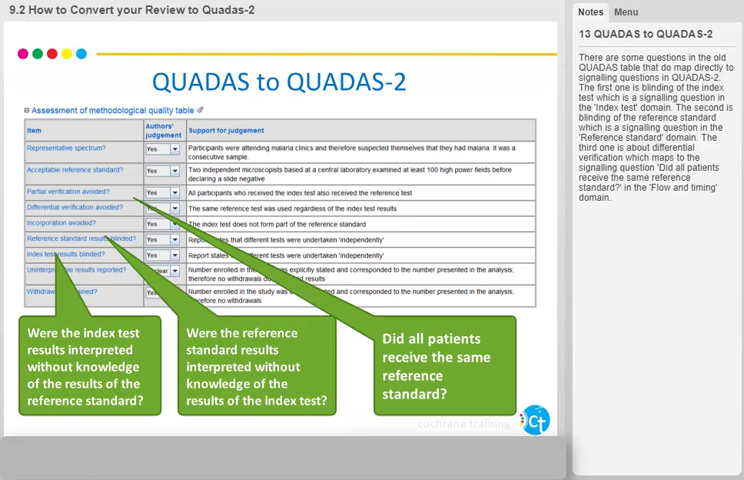 9.2 How to Convert your Review to Quadas-2
QUADAS to QUADAS-2
Assessment of methodological quality table
Item
Authors'
judgement
Support for judgement
Representative spectrum?
Yes
Participants were attending malaria clinics and therefore suspected themselves that they had malaria. It was a
consecutive sample.
Acceptable reference standard?
Yes
Two independent microscopists based at a central laboratory examined at least 100 high power fields before
declaring a slide negative
Partial verification avoided?
Yes
All participants who received the index test also received the reference test
Differential verification avoided?
The same reference test was used regardless of the index test results
Incorporation avoided?
Yes
The index test does not form part of the reference standard
Reference standard results blinded?
Yes
Report states that different tests were undertaken 'independently'
Index test results blinded?
Yes
Report states that different tests were undertaken 'independently'
results reported?
Number enrolled in the was explicitly stated and corresponded to the number presented in the analysis;
therefore no withdrawals results
Number enrolled in the study was and corresponded to the number presented in the analysis,
therefore no withdrawals
Were the index test
results interpreted
without knowledge
of the results of the
reference standard?
Were the reference
standard results
interpreted without
knowledge of the
results of the index test?
Did all patients
receive the same
reference
standard?
cochrane training
Ct
Notes Menu
13 QUADAS to QUADAS-2
There are some questions in the old
QUADAS table that do map directly to
signalling questions in QUADAS-2.
The first one is blinding of the index
test which is a signalling question in
the 'Index test' domain. The second is
blinding of the reference standard
which is a signalling question in the
'Reference standard' domain. The
third one is about differential
verification which maps to the
signalling question 'Did all patients
receive the same reference
standard?' in the 'Flow and timing'
domain.